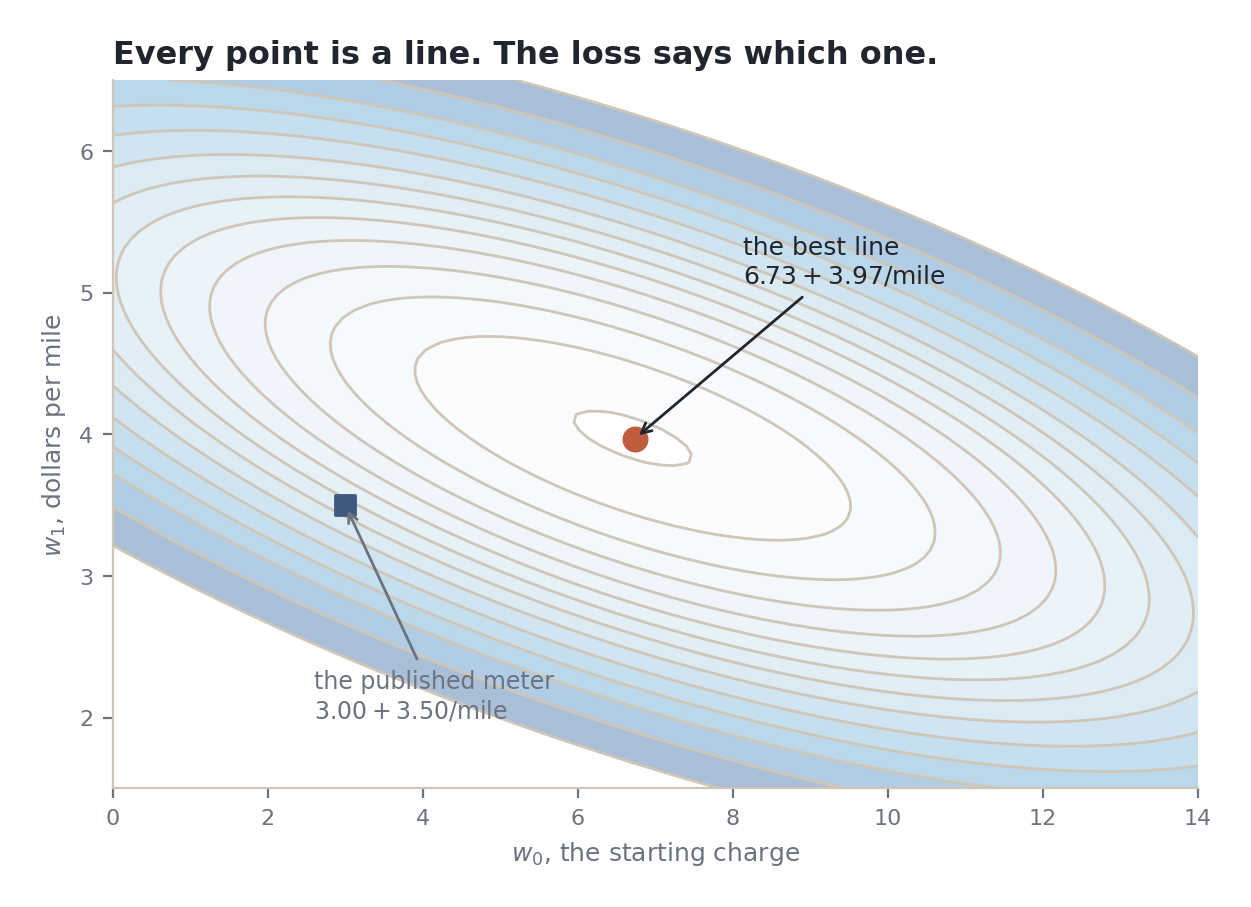 Every point is a line. The loss says which one.
6
5
4
3
2
w₁, dollars per mile
the best line
6.73 + 3.97/mile
the published meter
3.00 + 3.50/mile
0 2 4 6 8 10 12 14
w₀, the starting charge